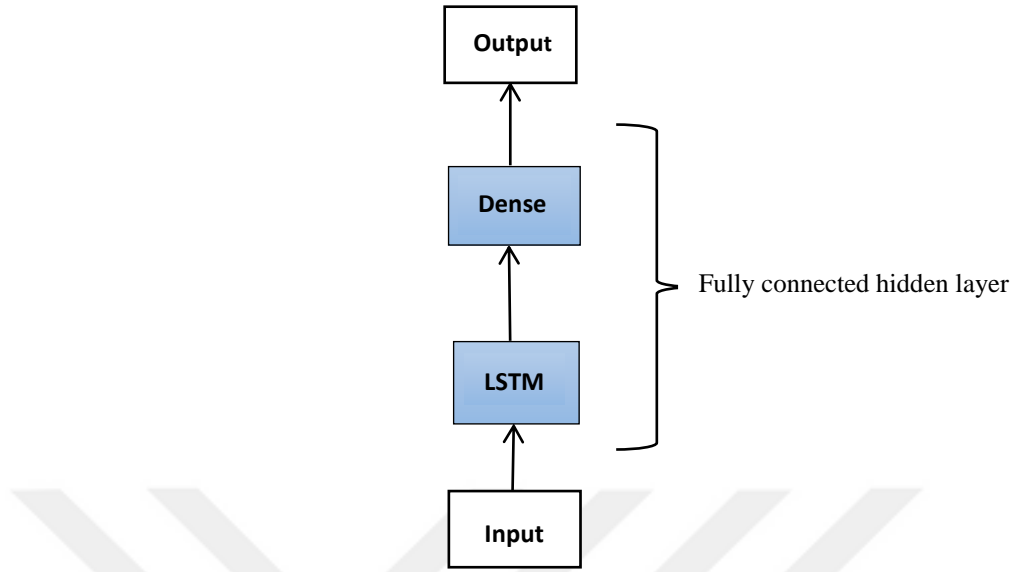 Output
Dense
Fully connected hidden layer
LSTM
Input